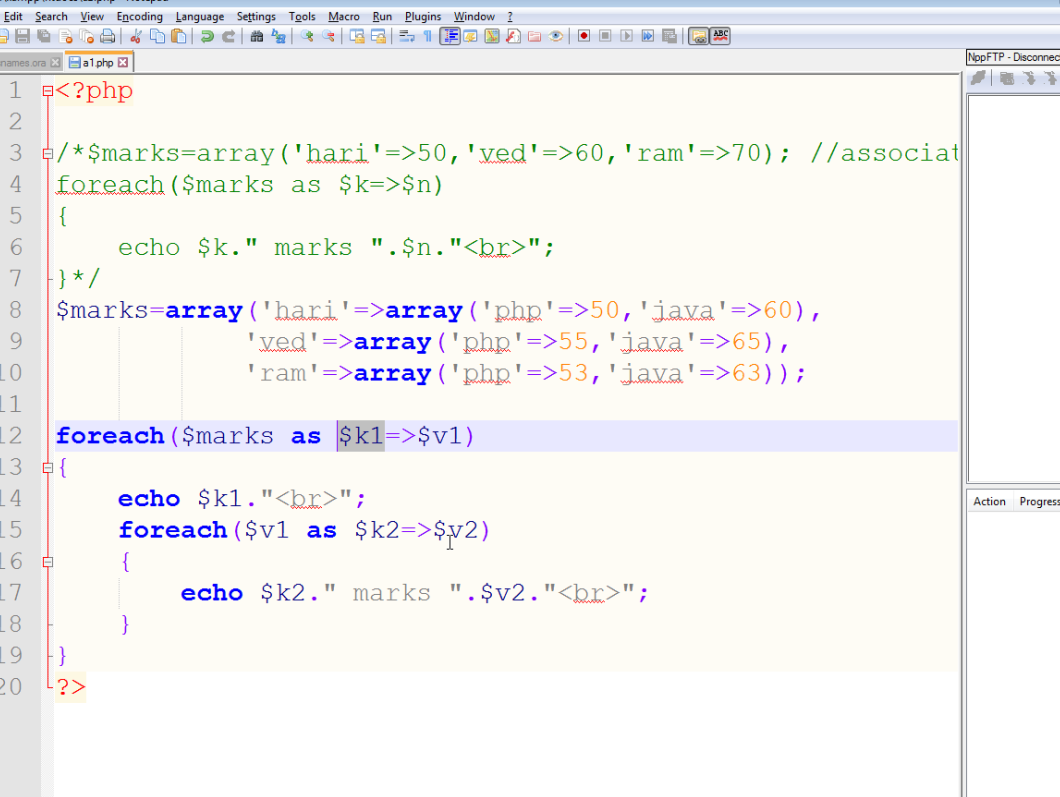 Edit Search View Encoding Language Settings Tools Macro Run Plugins Window ?
ABC
names.ora a1.php
NppFTP - Disconnec
1 <?php
2
3 /*$marks=array('hari'=>50,'ved'=>60,'ram'=>70); //associat
4 foreach($marks as $k=>$n)
5 {
6 echo $k." marks ".$n."<br>";
7 }*/
8 $marks=array('hari'=>array('php'=>50,'java'=>60),
9 'ved'=>array('php'=>55,'java'=>65),
10 'ram'=>array('php'=>53,'java'=>63));
11
12 foreach($marks as $k1=>$v1)
13 {
14 echo $k1."<br>";
15 foreach($v1 as $k2=>$v2)
16 {
17 echo $k2." marks ".$v2."<br>";
18 }
19 }
20 ?>
Action Progress